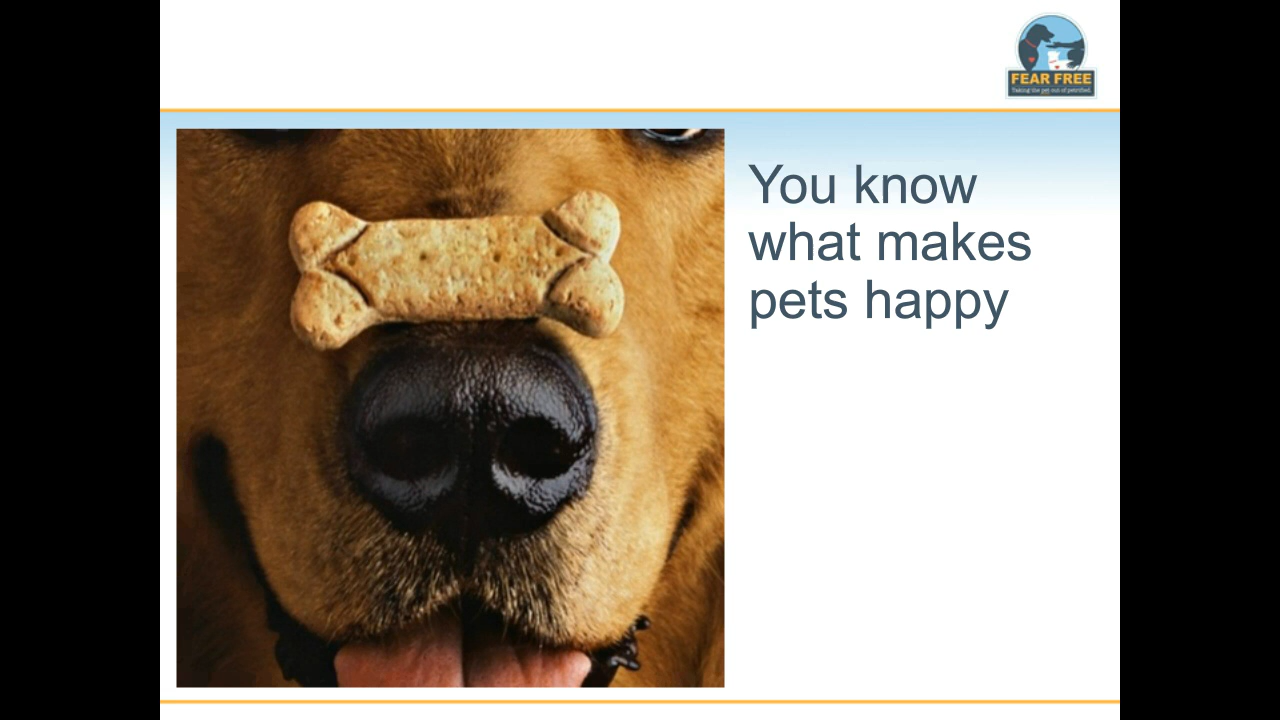 FEAR FREE
Taking the pet out of petrified.
You know
what makes
pets happy